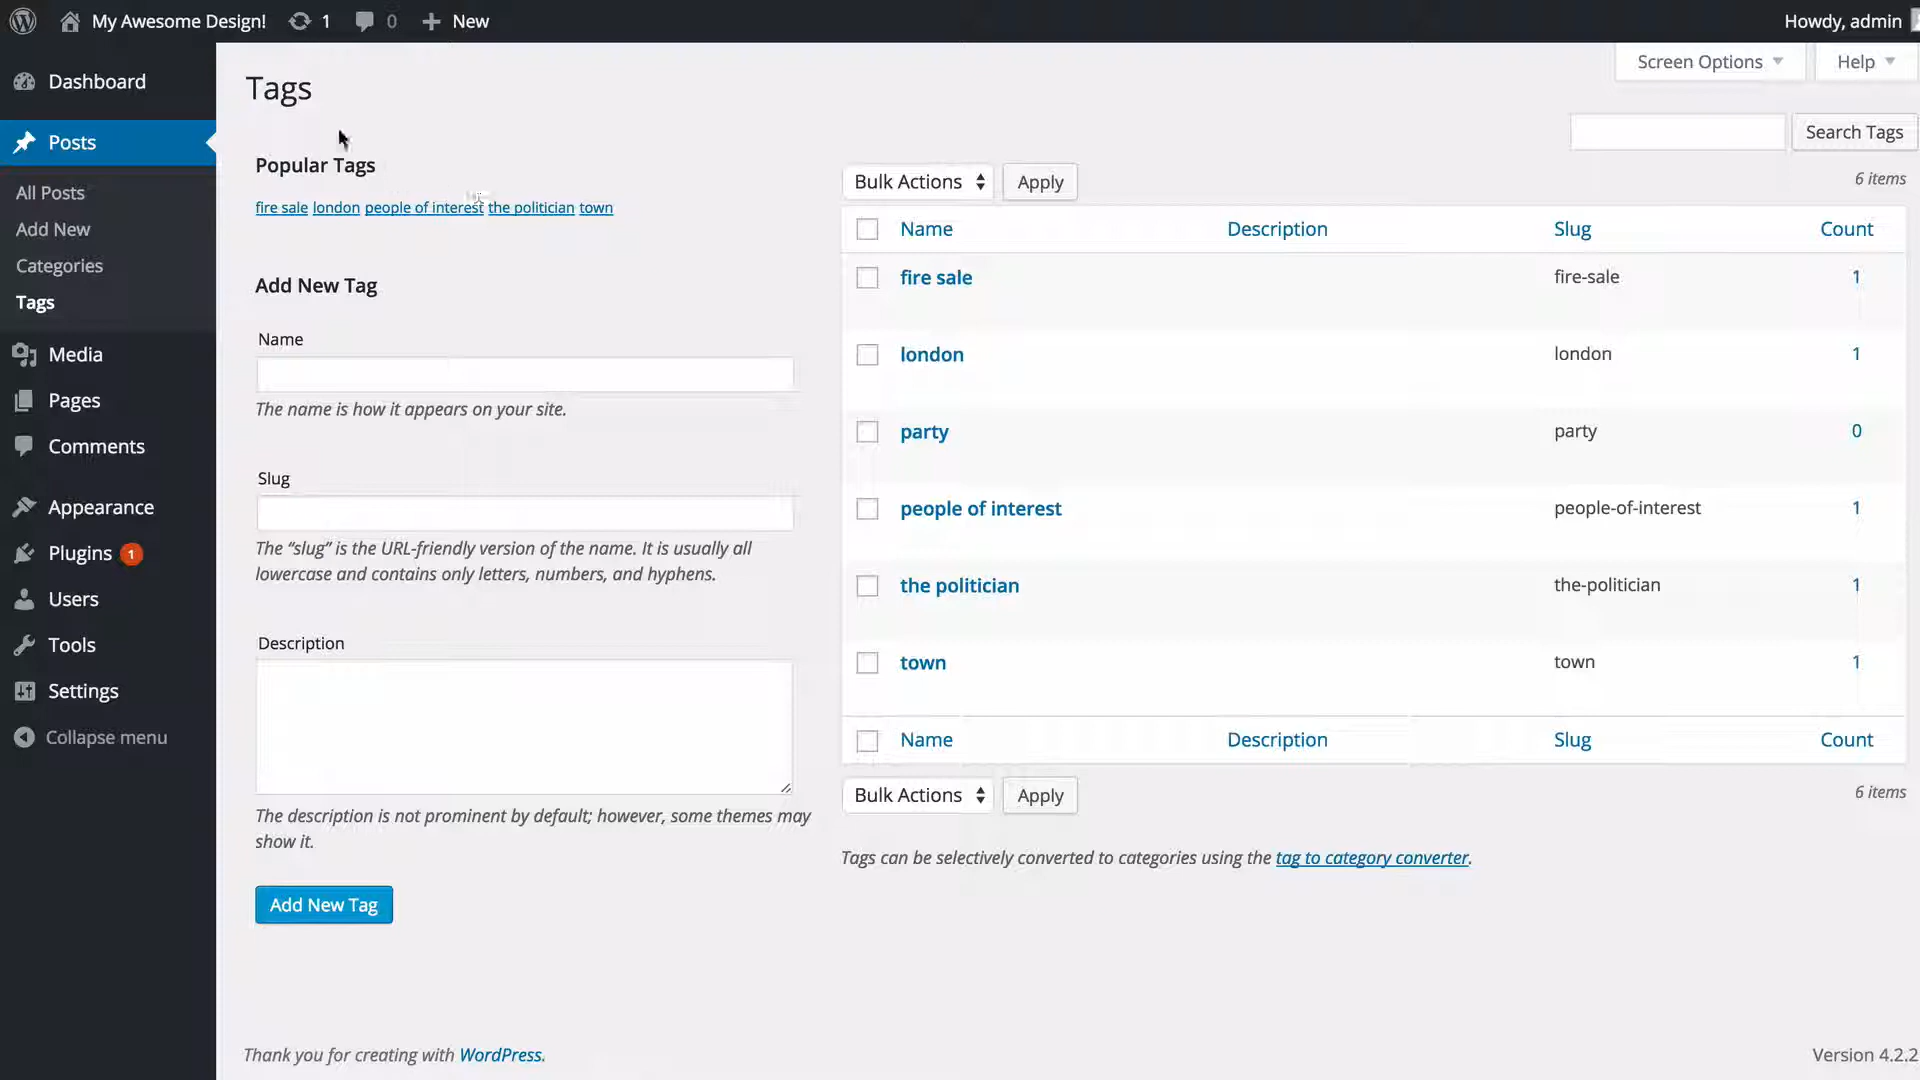 My Awesome Design! 1 0 New Howdy, admin
Dashboard
Posts
All Posts
Add New
Categories
Tags
Media
Pages
Comments
Appearance
Plugins 1
Users
Tools
Settings
Collapse menu
Screen Options Help
Tags
Search Tags
Popular Tags
fire sale london people of interest the politician town
Add New Tag
Name
The name is how it appears on your site.
Slug
The “slug” is the URL-friendly version of the name. It is usually all
lowercase and contains only letters, numbers, and hyphens.
Description
The description is not prominent by default; however, some themes may
show it.
Add New Tag
Bulk Actions Apply 6 items
Name Description Slug Count
fire sale fire-sale 1
london london 1
party party 0
people of interest people-of-interest 1
the politician the-politician 1
town town 1
Name Description Slug Count
Bulk Actions Apply 6 items
Tags can be selectively converted to categories using the tag to category converter.
Thank you for creating with WordPress. Version 4.2.2